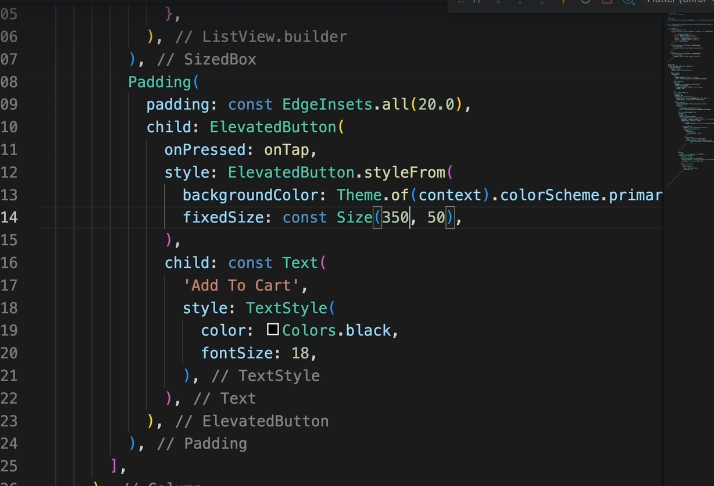 05 },
06 ), // ListView.builder
07 ), // SizedBox
08 Padding(
09 padding: const EdgeInsets.all(20.0),
10 child: ElevatedButton(
11 onPressed: onTap,
12 style: ElevatedButton.styleFrom(
13 backgroundColor: Theme.of(context).colorScheme.primar
14 fixedSize: const Size(350, 50),
15 ),
16 child: const Text(
17 'Add To Cart',
18 style: TextStyle(
19 color: Colors.black,
20 fontSize: 18,
21 ), // TextStyle
22 ), // Text
23 ), // ElevatedButton
24 ), // Padding
25 ],
26 ), // Column